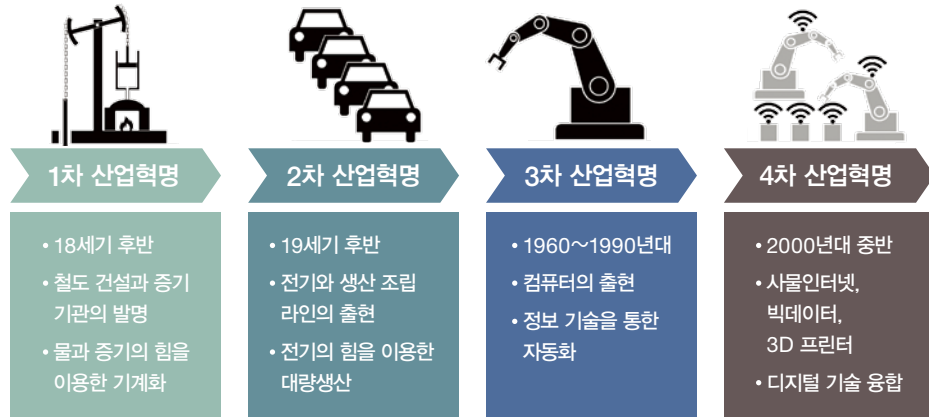 1차 산업혁명
• 18세기 후반
• 철도 건설과 증기
기관의 발명
• 물과 증기의 힘을
이용한 기계화
2차 산업혁명
• 19세기 후반
• 전기와 생산 조립
라인의 출현
• 전기의 힘을 이용한
대량생산
3차 산업혁명
• 1960～1990년대
• 컴퓨터의 출현
• 정보 기술을 통한
자동화
4차 산업혁명
• 2000년대 중반
• 사물인터넷,
빅데이터,
3D 프린터
• 디지털 기술 융합